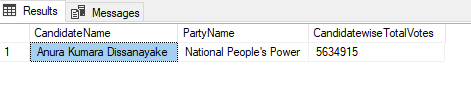 Results Messages
CandidateName PartyName CandidatewiseTotalVotes
1 Anura Kumara Dissanayake National People's Power 5634915